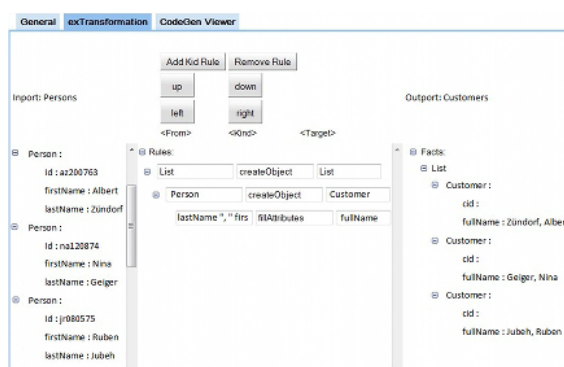 General exTransformation CodeGen Viewer
Add Kid Rule Remove Rule
up down
left right
Inport: Persons
Outport: Customers
<From> <Kind> <Target>
Person :
Id : az200763
firstName : Albert
lastName : Zündorf
Person :
Id : na120874
firstName : Nina
lastName : Geiger
Person :
Id : jr080575
firstName : Ruben
lastName : Jubeh
Rules:
List createObject List
Person createObject Customer
lastName ", " firs fillAttributes fullName
Facts:
List
Customer :
cid :
fullName : Zündorf, Alber
Customer :
cid :
fullName : Geiger, Nina
Customer :
cid :
fullName : Jubeh, Ruben